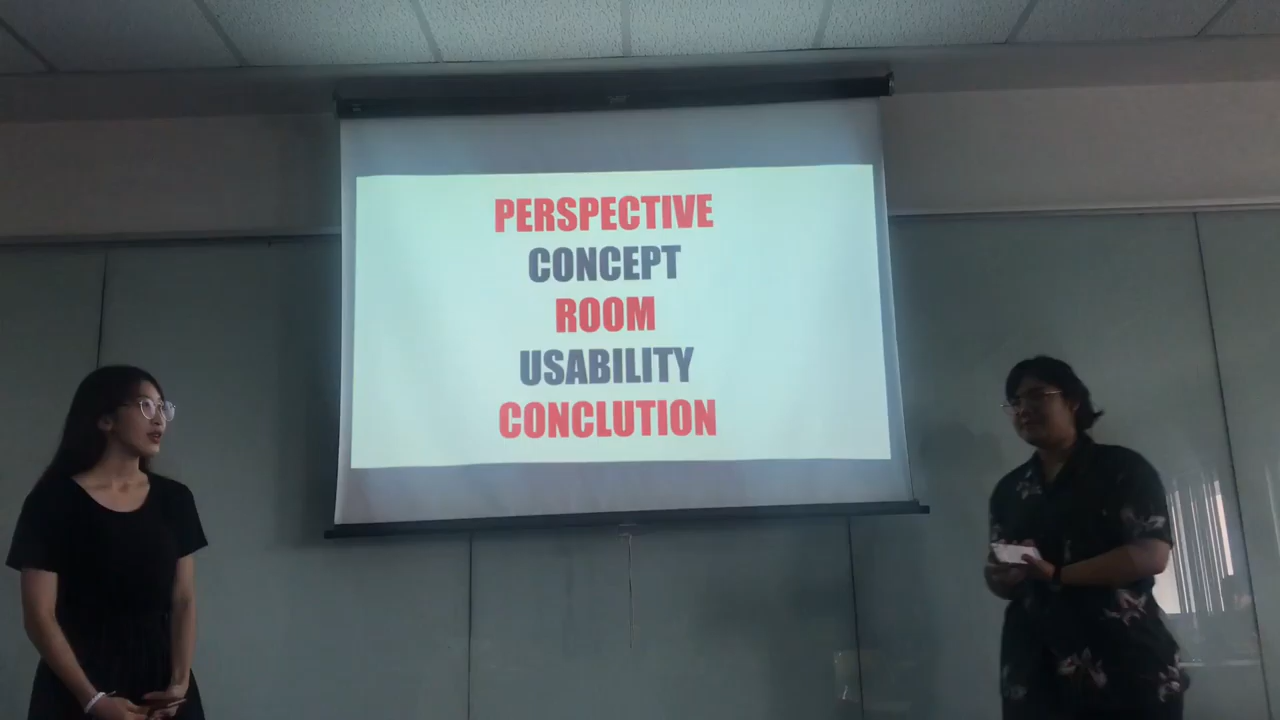 PERSPECTIVE
CONCEPT
ROOM
USABILITY
CONCLUTION